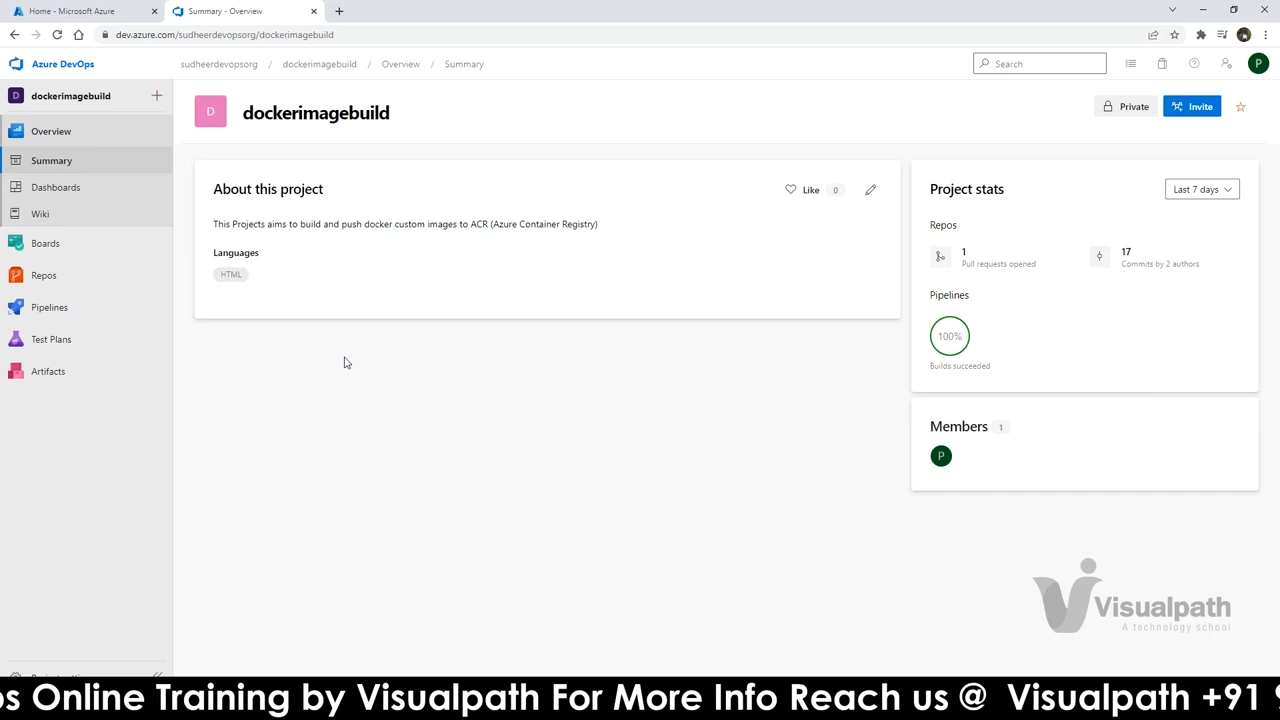 Home - Microsoft Azure
Summary - Overview
dev.azure.com/sudheerdevopsorg/dockerimagebuild
Azure DevOps
sudheerdevopsorg / dockerimagebuild / Overview / Summary
Search
P
D dockerimagebuild
Overview
Summary
Dashboards
Wiki
Boards
Repos
Pipelines
Test Plans
Artifacts
D dockerimagebuild
Private
Invite
About this project
Like 0
This Projects aims to build and push docker custom images to ACR (Azure Container Registry)
Languages
HTML
Project stats
Last 7 days
Repos
1
Pull requests opened
17
Commits by 2 authors
Pipelines
100%
Builds succeeded
Members 1
P
Visualpath
A technology school
Online Training by Visualpath For More Info Reach us @ Visualpath +91